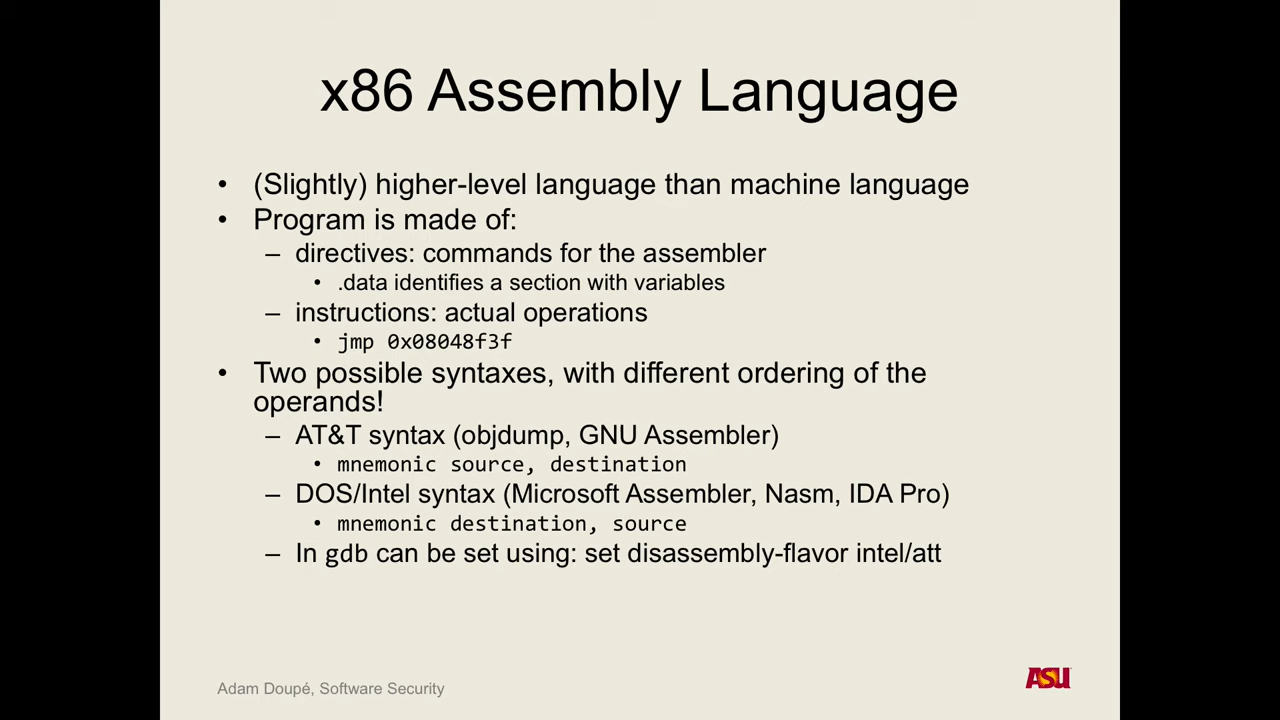 x86 Assembly Language
• (Slightly) higher-level language than machine language
• Program is made of:
– directives: commands for the assembler
• .data identifies a section with variables
– instructions: actual operations
• jmp 0x08048f3f
• Two possible syntaxes, with different ordering of the
operands!
– AT&T syntax (objdump, GNU Assembler)
• mnemonic source, destination
– DOS/Intel syntax (Microsoft Assembler, Nasm, IDA Pro)
• mnemonic destination, source
– In gdb can be set using: set disassembly-flavor intel/att
Adam Doupé, Software Security
ASU